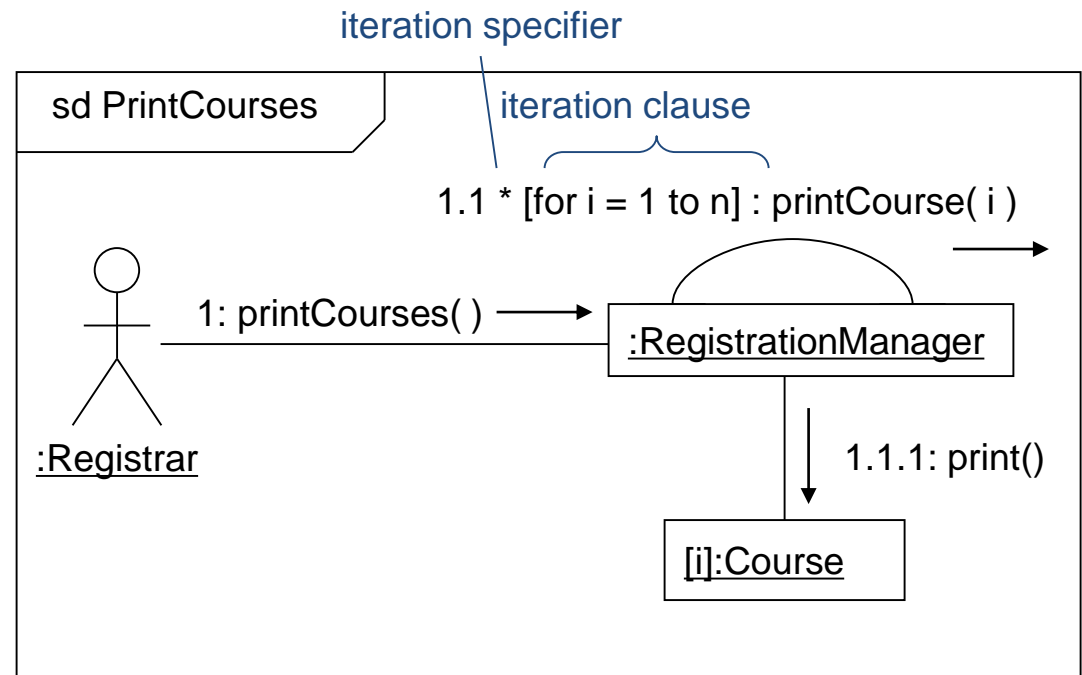 iteration specifier
sd PrintCourses
iteration clause
1.1 * [for i = 1 to n] : printCourse( i )
1: printCourses( )
:RegistrationManager
:Registrar
1.1.1: print()
[i]:Course